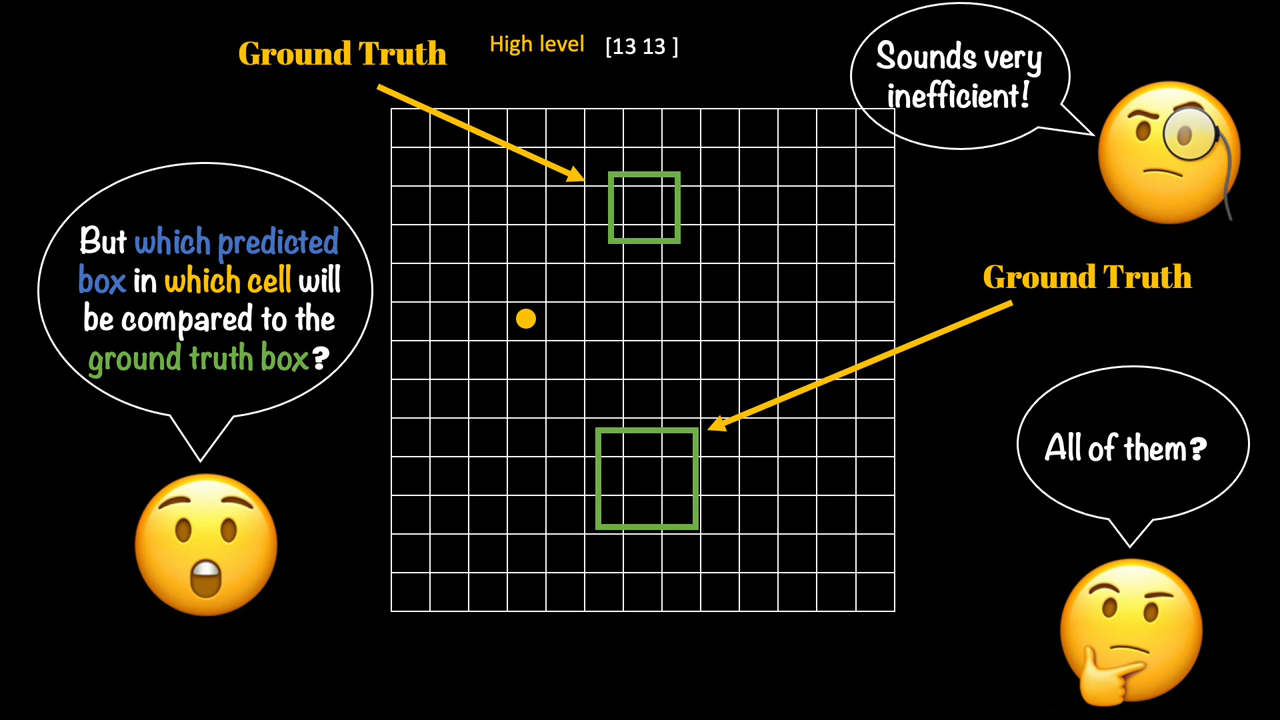 Ground Truth
High level [13 13 ]
Sounds very
inefficient!
But which predicted
box in which cell will
be compared to the
ground truth box?
Ground Truth
All of them?